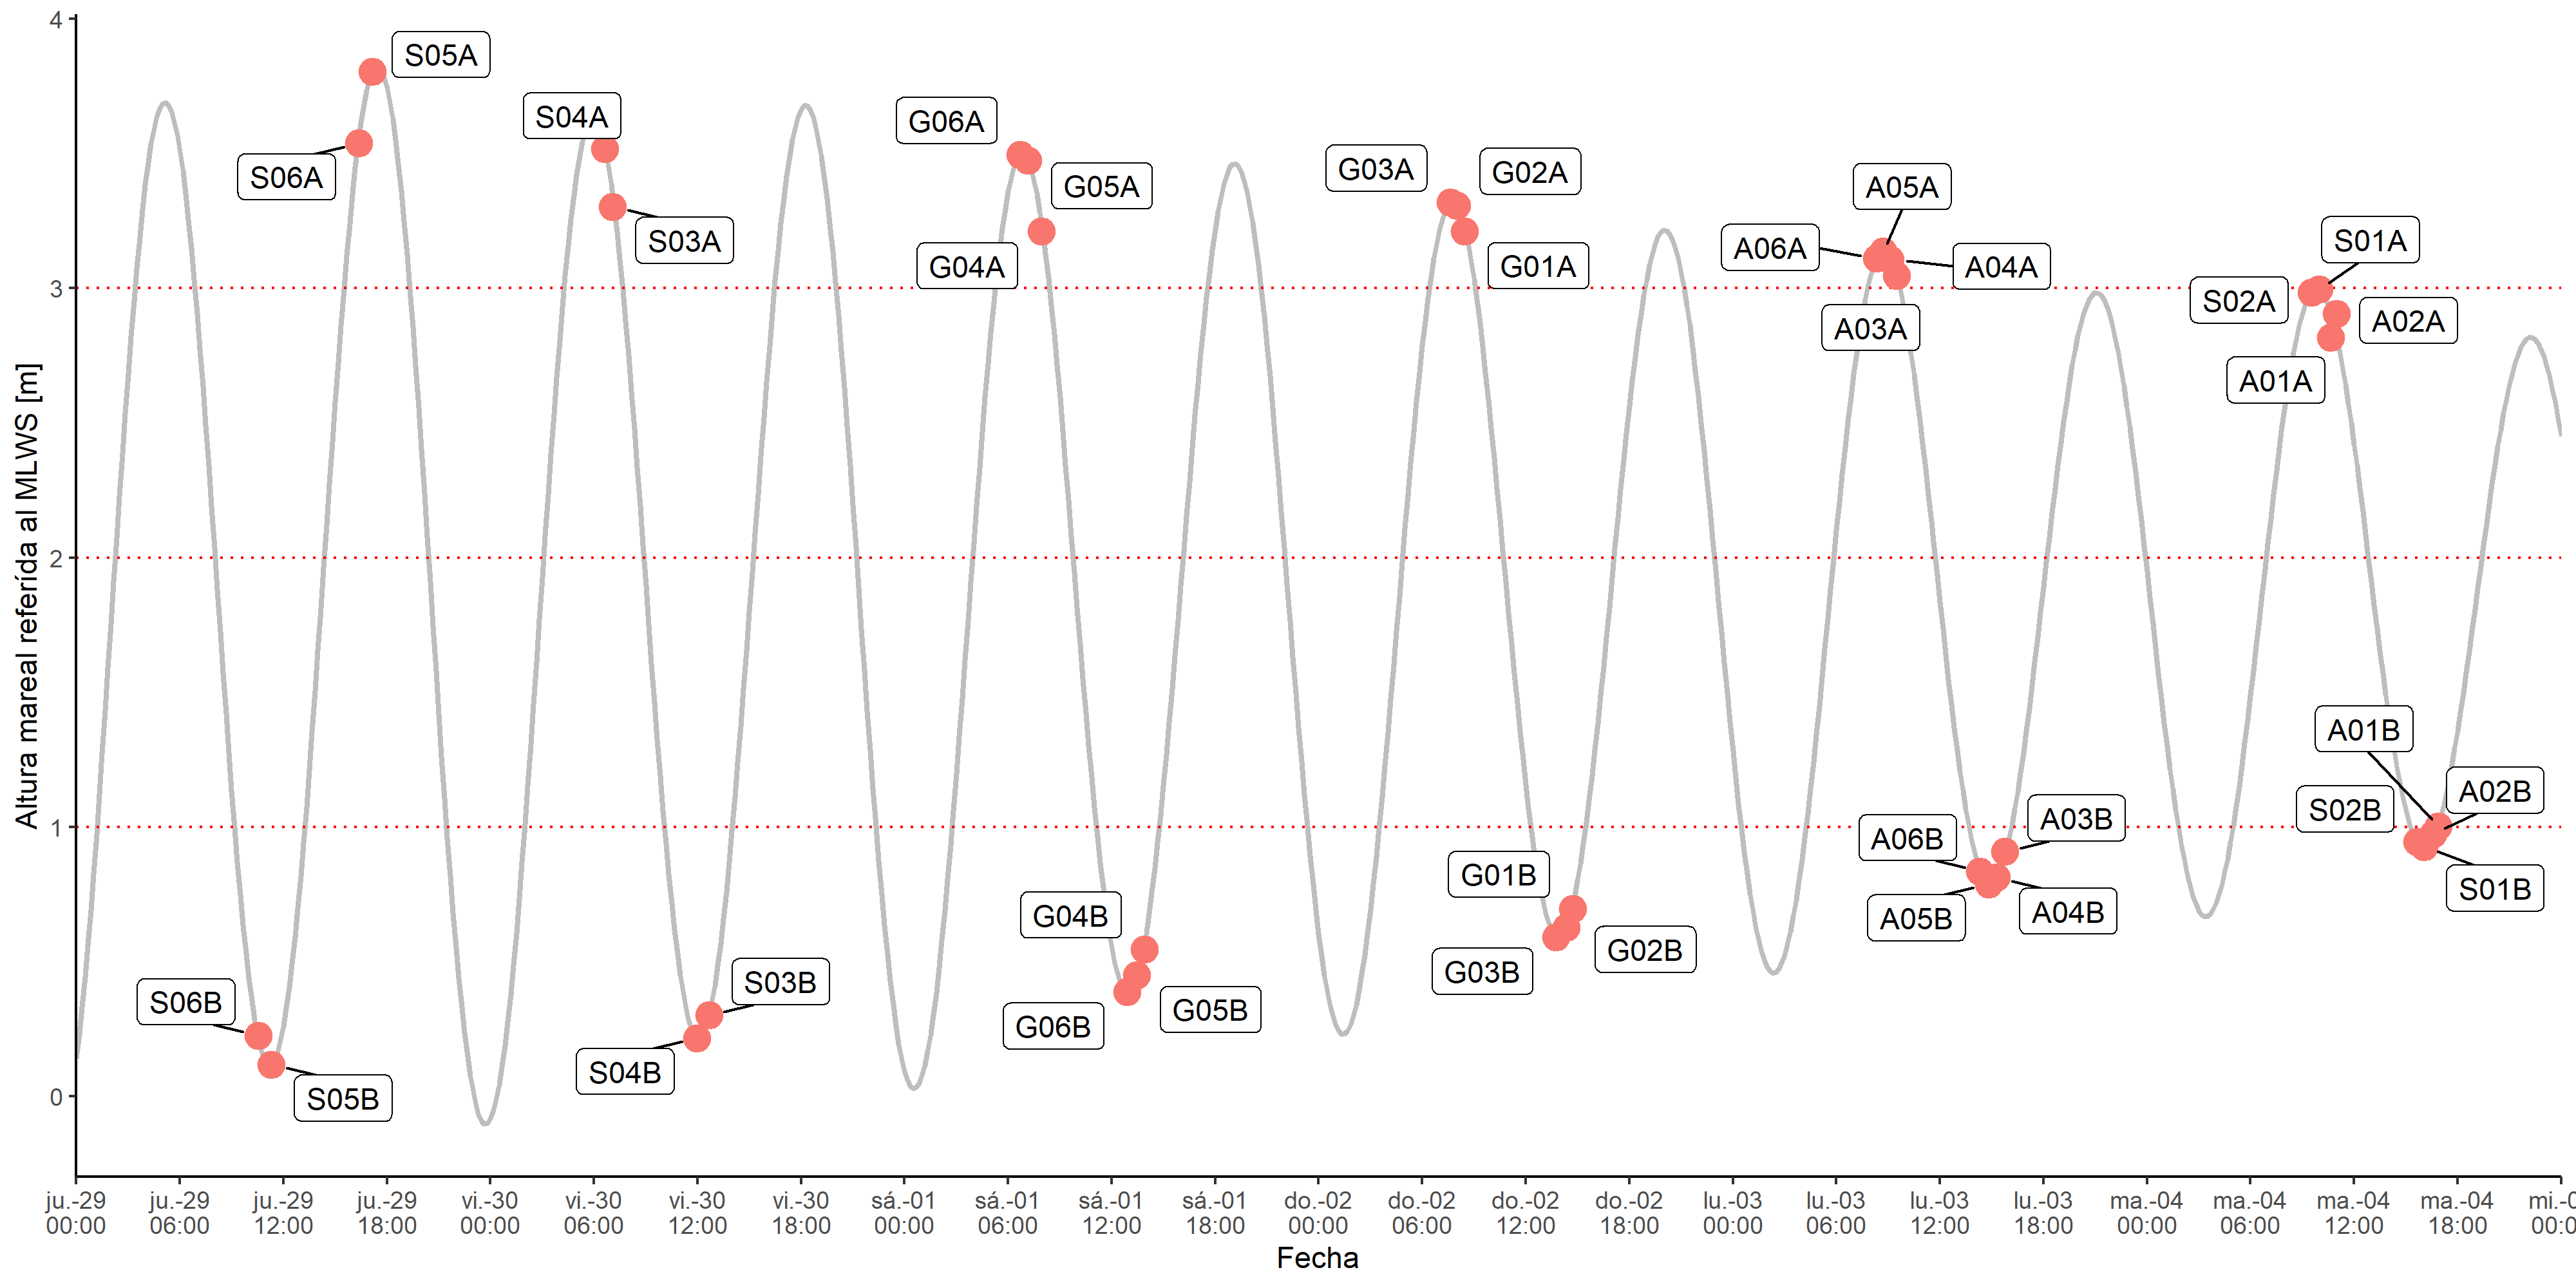 4
S05A
S04A
G06A
S06A
G03A
G02A
G05A
A05A
S03A
A06A
S01A
G04A
G01A
A04A
3
S02A
A03A
A02A
A01A
Altura mareal referída al MLWS [m]
2
A01B
A02B
S02B
1
A03B
A06B
G01B
S01B
G04B
A05B
A04B
G02B
G03B
S03B
S06B
G05B
G06B
S04B
S05B
0
ju.-29 ju.-29 ju.-29 ju.-29 vi.-30 vi.-30 vi.-30 vi.-30 sá.-01 sá.-01 sá.-01 sá.-01 do.-02 do.-02 do.-02 do.-02 lu.-03 lu.-03 lu.-03 lu.-03 ma.-04 ma.-04 ma.-04 ma.-04
00:00 06:00 12:00 18:00 00:00 06:00 12:00 18:00 00:00 06:00 12:00 18:00 00:00 06:00 12:00 18:00 00:00 06:00 12:00 18:00 00:00 06:00 12:00 18:00
Fecha